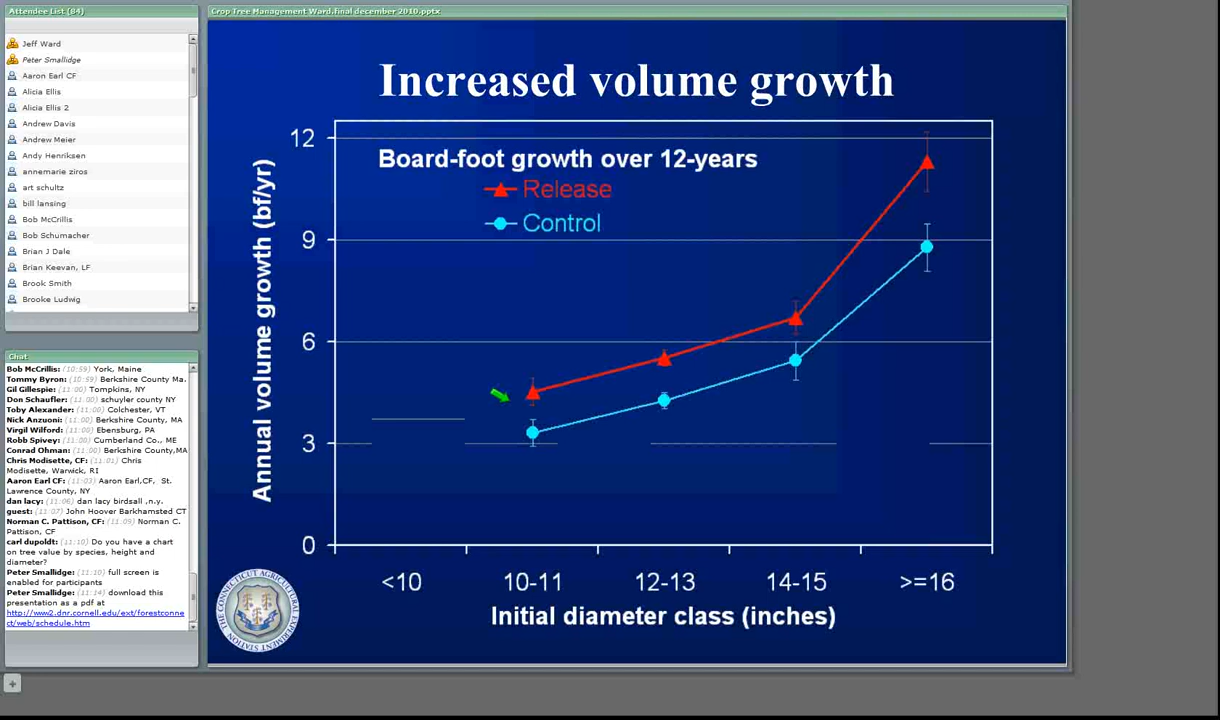 Attendee List (84)
Jeff Ward
Peter Smallidge
Aaron Earl CF
Alicia Ellis
Alicia Ellis 2
Andrew Davis
Andrew Meier
Andy Henriksen
annemarie ziros
art schultz
bill lansing
Bob McCrillis
Bob Schumacher
Brian J Dale
Brian Keevan, LF
Brook Smith
Brooke Ludwig
Chat
Bob McCrillis: (10:59) York, Maine
Tommy Byron: (10:59) Berkshire County Ma.
Gil Gillespie: (11:00) Tompkins, NY
Don Schaufler: (11:00) schuyler county NY
Toby Alexander: (11:00) Colchester, VT
Nick Anzuoni: (11:00) Berkshire County, MA
Virgil Wilford: (11:00) Ebensburg, PA
Robb Spivey: (11:00) Cumberland Co., ME
Conrad Ohman: (11:00) Berkshire County,MA
Chris Modisette, CF: (11:01) Chris
Modisette, Warwick, RI
Aaron Earl CF: (11:03) Aaron Earl,CF, St.
Lawrence County, NY
dan lacy: (11:06) dan lacy birdsall ,n.y.
guest: (11:07) John Hoover Barkhamsted CT
Norman C. Pattison, CF: (11:09) Norman C.
Pattison, CF
carl dupoldt: (11:10) Do you have a chart
on tree value by species, height and
diameter?
Peter Smallidge: (11:10) full screen is
enabled for participants
Peter Smallidge: (11:14) download this
presentation as a pdf at
http://www2.dnr.cornell.edu/ext/forestconne
ct/web/schedule.htm
Crop Tree Management Ward.final december 2010.pptx
Increased volume growth
Board-foot growth over 12-years
Release
Control
Annual volume growth (bf/yr)
12
9
6
3
0
<10
10-11
12-13
14-15
>=16
Initial diameter class (inches)
THE CONNECTICUT AGRICULTURAL EXPERIMENT STATION